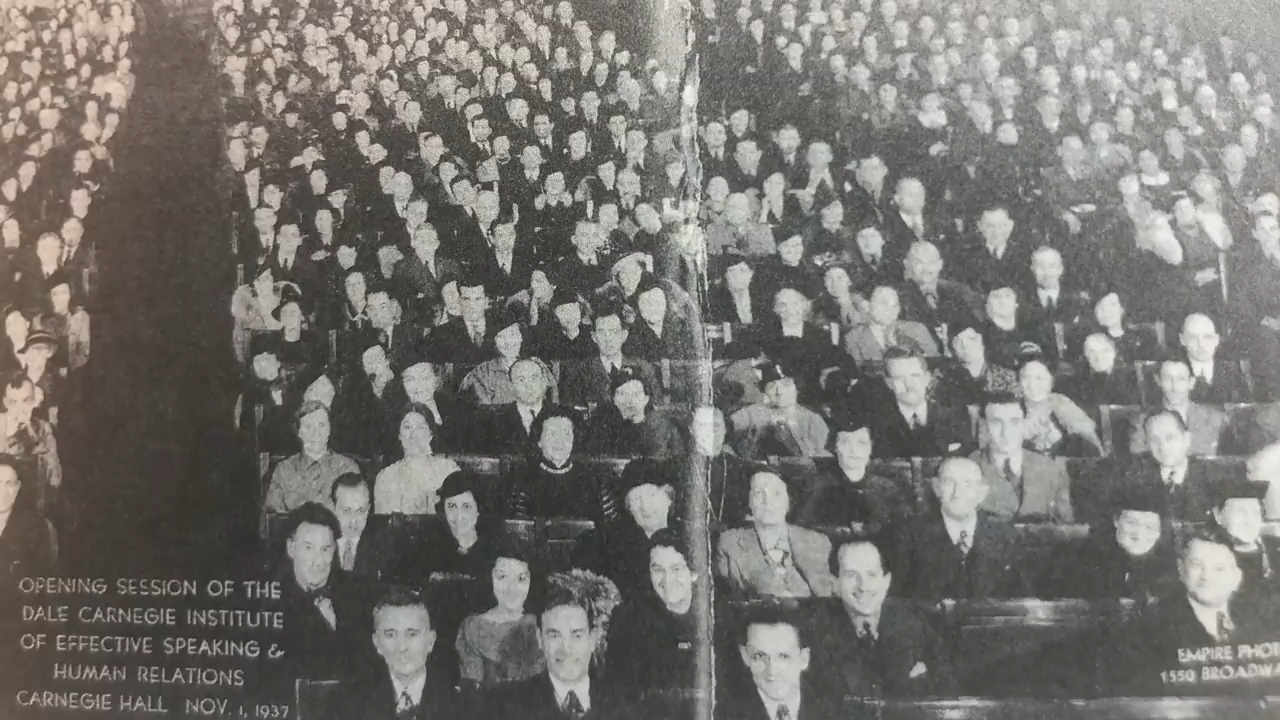 OPENING SESSION OF THE
DALE CARNEGIE INSTITUTE
OF EFFECTIVE SPEAKING &
HUMAN RELATIONS
CARNEGIE HALL NOV. 1, 1937
EMPIRE PHOT
1550 BROADWA